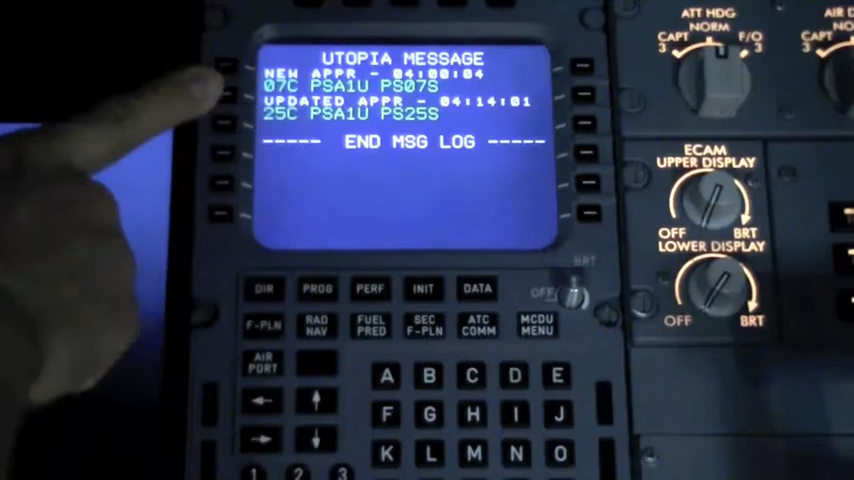 UTOPIA MESSAGE
NEW APPR - 04:00:04
07C PSA1U PS07S
UPDATED APPR - 04:14:01
25C PSA1U PS25S
----- END MSG LOG -----
BRT
OFF
DIR PROG PERF INIT DATA
F-PLN RAD NAV FUEL PRED SEC F-PLN ATC COMM MCDU MENU
AIR PORT
← ↑
→ ↓
A B C D E
F G H I J
K L M N O
1 2 3
ATT HDG
NORM
CAPT F/O
3 3
AIR D
CAPT
3
ECAM
UPPER DISPLAY
OFF BRT
LOWER DISPLAY
OFF BRT